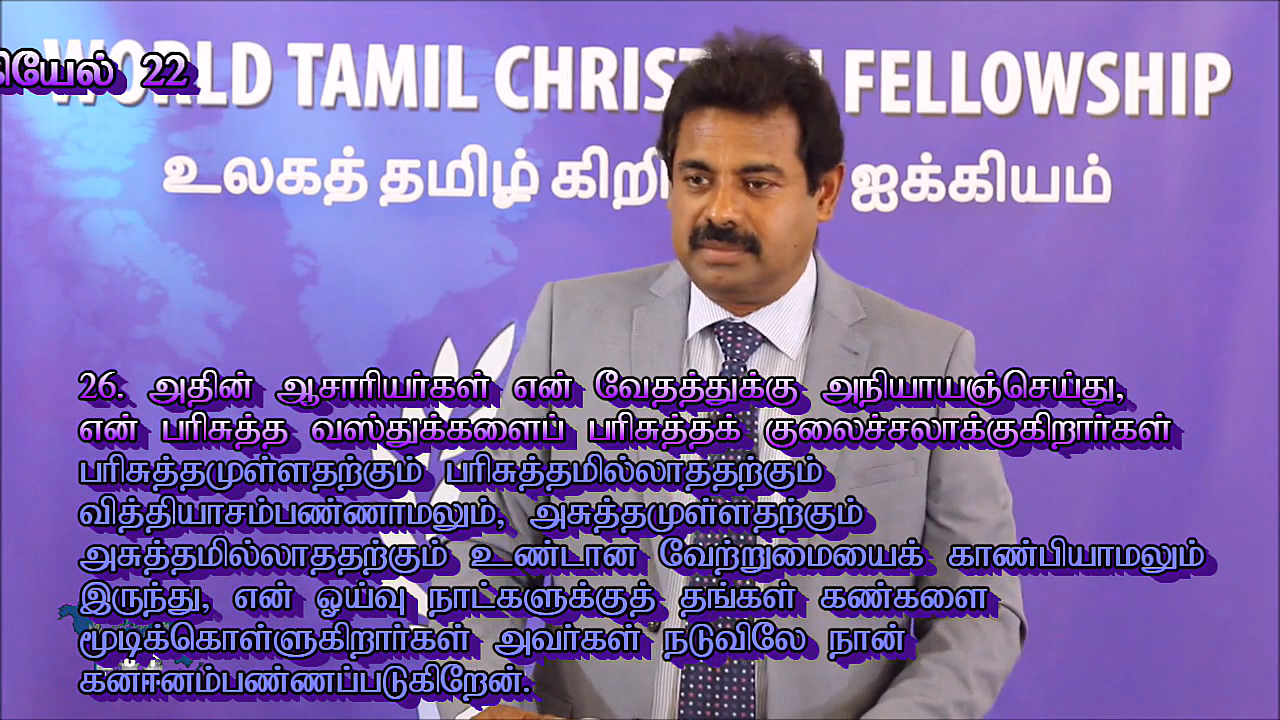 WORLD TAMIL CHRIST FELLOWSHIP
22
உலகத் தமிழ் கிறி ஐக்கியம்
26. அதின் ஆசாரியர்கள் என் வேதத்துக்கு அநியாயஞ்செய்து,
என் பரிசுத்த வஸ்துக்களைப் பரிசுத்தக் குலைச்சலாக்குகிறார்கள்
பரிசுத்தமுள்ளதற்கும் பரிசுத்தமில்லாததற்கும்
வித்தியாசம்பண்ணாமலும், அசுத்தமுள்ளதற்கும்
அசுத்தமில்லாததற்கும் உண்டான வேற்றுமையைக் காண்பியாமலும்
இருந்து, என் ஓய்வு நாட்களுக்குத் தங்கள் கண்களை
மூடிக்கொள்ளுகிறார்கள் அவர்கள் நடுவிலே நான்
கனஈனம்பண்ணப்படுகிறேன்.